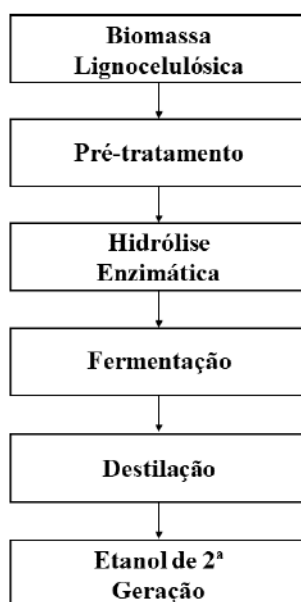 Biomassa
Lignocelulósica
Pré-tratamento
Hidrólise
Enzimática
Fermentação
Destilação
Etanol de 2ª
Geração